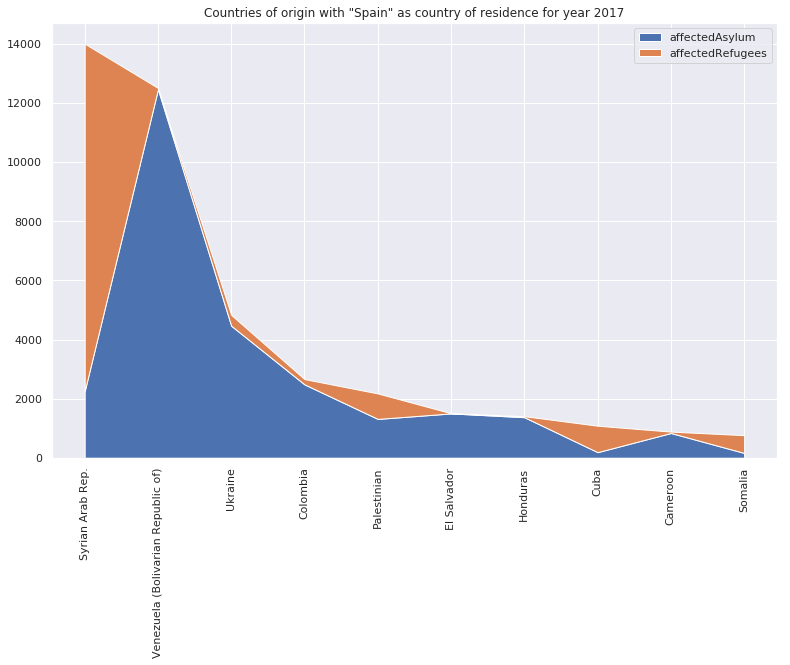 Countries of origin with "Spain" as country of residence for year 2017
affectedAsylum
affectedRefugees
14000
12000
10000
8000
6000
4000
2000
0
Syrian Arab Rep.
Venezuela (Bolivarian Republic of)
Ukraine
Colombia
Palestinian
El Salvador
Honduras
Cuba
Cameroon
Somalia